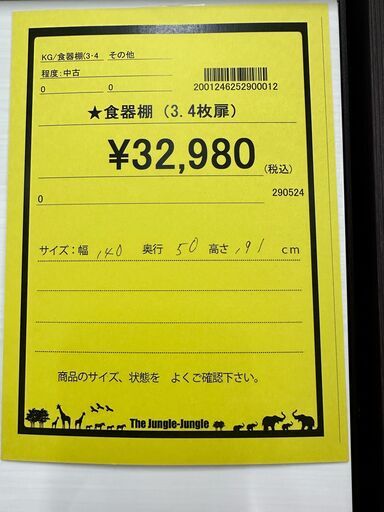 KG/食器棚(3･4 その他
程度:中古
0 0
2001246252900012
★食器棚 (3.4枚扉)
¥32,980(税込)
0 290524
サイズ:幅 140 奥行 50 高さ 191 cm
商品のサイズ、状態を よくご確認下さい。
The Jungle-Jungle